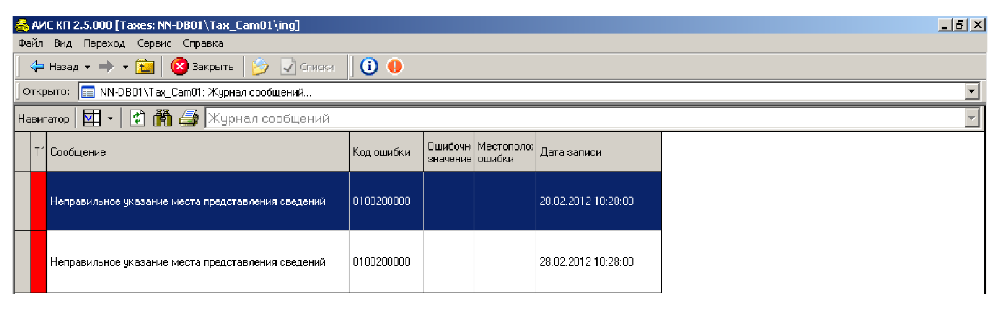 АИС КП 2.5.000 [Taxes: NN-DB01\Tax_Cam01\ing]
Файл Вид Переход Сервис Справка
Назад Закрыть Списки
Открыто: NN-DB01\Tax_Cam01: Журнал сообщений...
Навигатор Журнал сообщений
Т Сообщение Код ошибки Ошибочн значение Местополо ошибки Дата записи
Неправильное указание места представления сведений 0100200000 28.02.2012 10:28:00
Неправильное указание места представления сведений 0100200000 28.02.2012 10:28:00